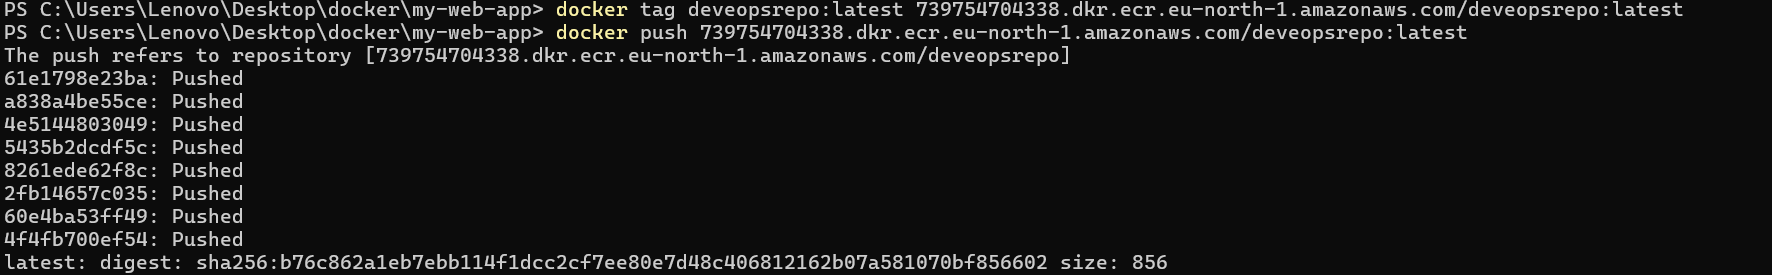 PS C:\Users\Lenovo\Desktop\docker\my-web-app> docker tag deveopsrepo:latest 739754704338.dkr.ecr.eu-north-1.amazonaws.com/deveopsrepo:latest
PS C:\Users\Lenovo\Desktop\docker\my-web-app> docker push 739754704338.dkr.ecr.eu-north-1.amazonaws.com/deveopsrepo:latest
The push refers to repository [739754704338.dkr.ecr.eu-north-1.amazonaws.com/deveopsrepo]
61e1798e23ba: Pushed
a838a4be55ce: Pushed
4e5144803049: Pushed
5435b2dcdf5c: Pushed
8261ede62f8c: Pushed
2fb14657c035: Pushed
60e4ba53ff49: Pushed
4f4fb700ef54: Pushed
latest: digest: sha256:b76c862a1eb7ebb114f1dcc2cf7ee80e7d48c406812162b07a581070bf856602 size: 856